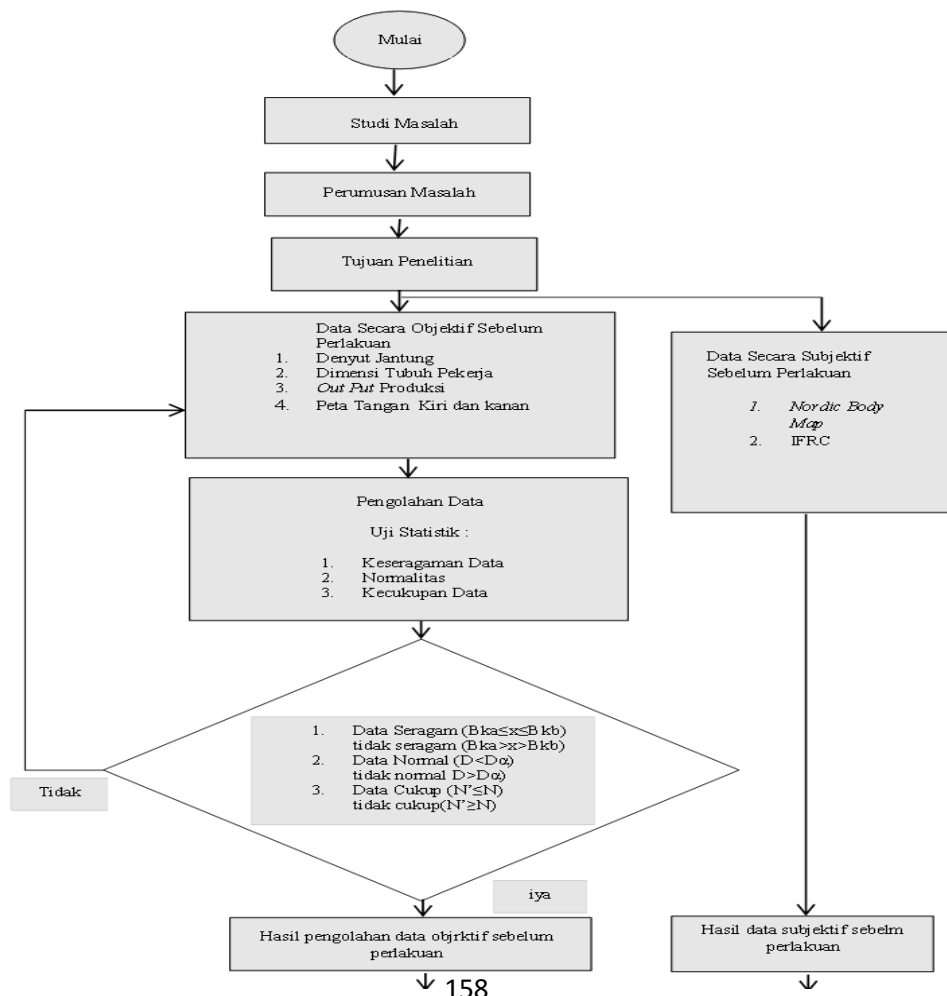 Mulai
Studi Masalah
Perumusan Masalah
Tujuan Penelitian
Data Secara Objektif Sebelum
Perlakuan
1. Denyut Jantung
2. Dimensi Tubuh Pekerja
3. Out Put Produksi
4. Peta Tangan Kiri dan kanan
Data Secara Subjektif
Sebelum Perlakuan
1. Nordic Body
Map
2. IFRC
Pengolahan Data
Uji Statistik :
1. Keseragaman Data
2. Normalitas
3. Kecukupan Data
1. Data Seragam (Bka≤x≤Bkb)
tidak seragam (Bka>x>Bkb)
2. Data Normal (D<Dα)
tidak normal D>Dα)
3. Data Cukup (N’≤N)
tidak cukup(N’≥N)
Tidak
iya
Hasil pengolahan data objrktif sebelum
perlakuan
Hasil data subjektif sebelm
perlakuan
158